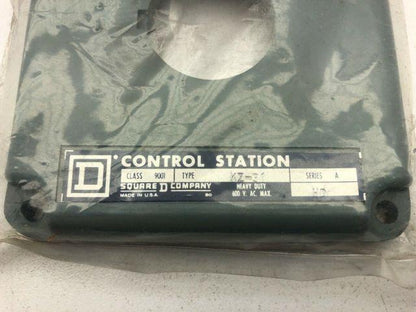 D
CONTROL STATION
CLASS 9001 TYPE SERIES A
SQUARE D COMPANY HEAVY DUTY
MADE IN U.S.A. 600 V. AC. MAX.